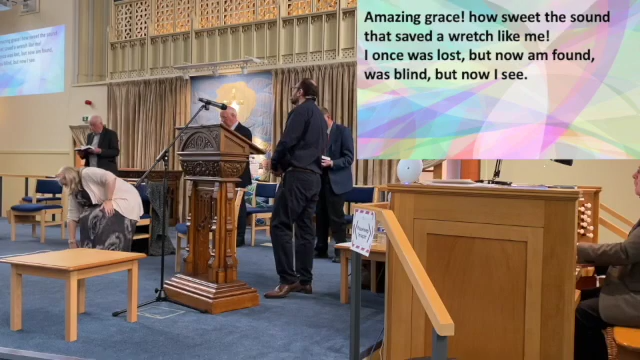 Amazing grace! how sweet the sound
that saved a wretch like me!
I once was lost, but now am found,
was blind, but now I see.